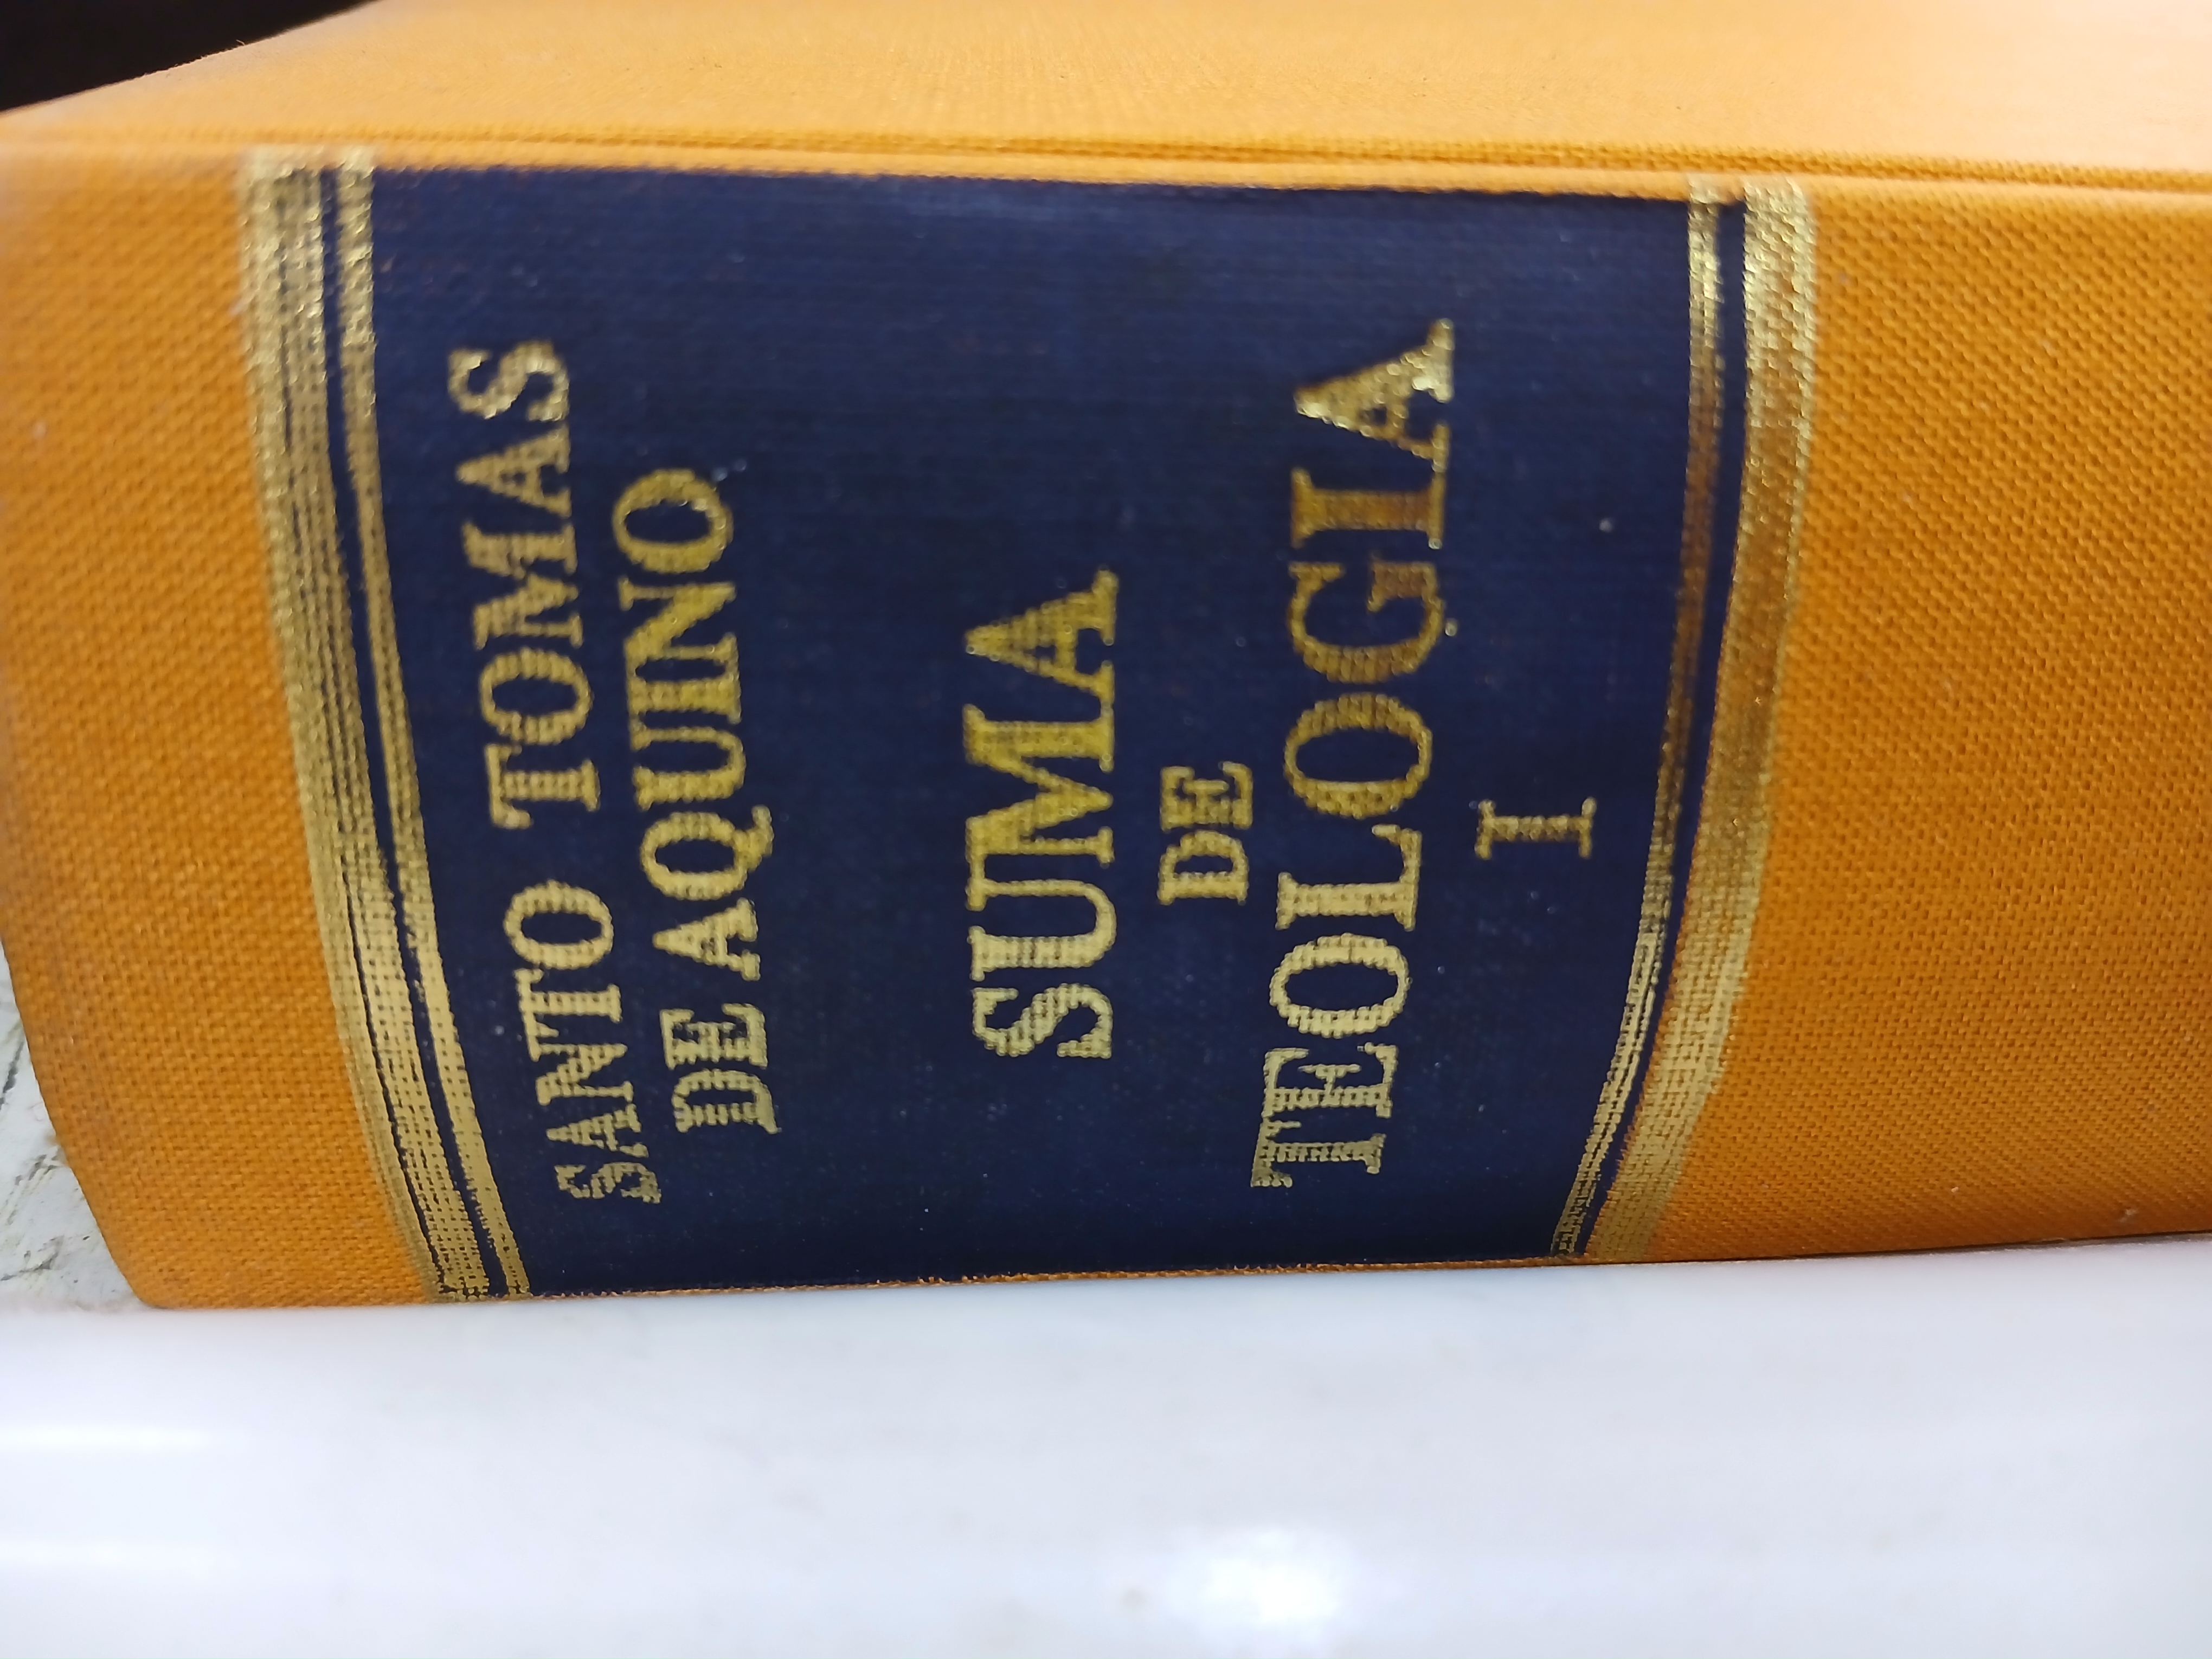 SANTO TOMAS
DE AQUINO
SUMA
DE
TEOLOGIA
I